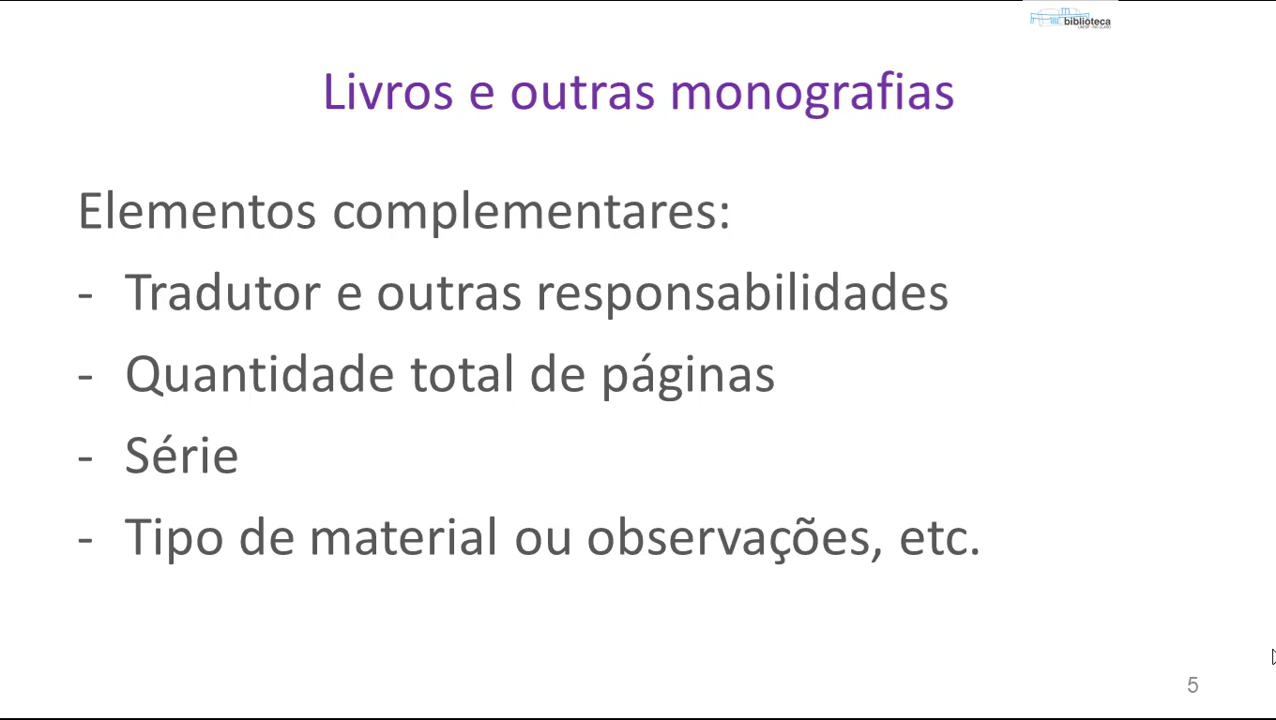 biblioteca
Livros e outras monografias
Elementos complementares:
- Tradutor e outras responsabilidades
- Quantidade total de páginas
- Série
- Tipo de material ou observações, etc.
5